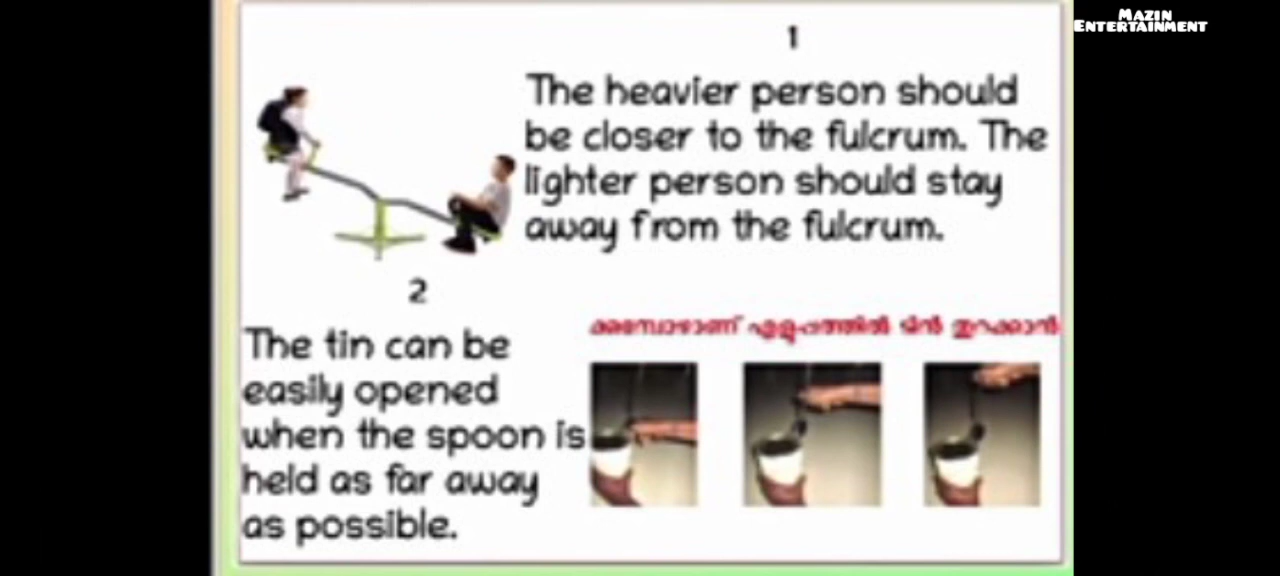 MAZIN
ENTERTAINMENT
1
The heavier person should
be closer to the fulcrum. The
lighter person should stay
away from the fulcrum.
2
The tin can be
easily opened
when the spoon is
held as far away
as possible.
എളുപ്പത്തിൽ ടിൻ